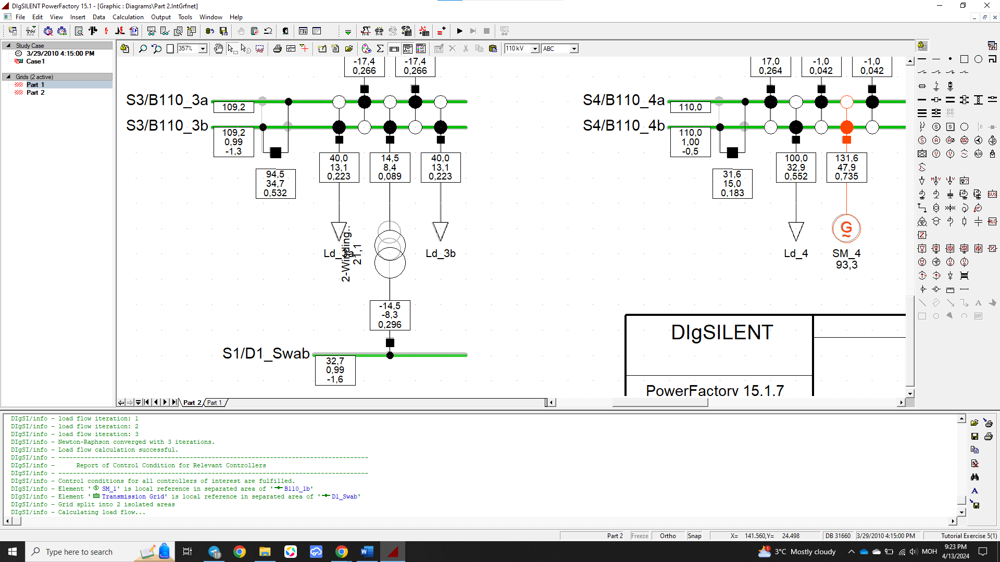 DIgSILENT PowerFactory 15.1 - [Graphic : Diagrams\Part 2.IntGrfnet]
File Edit View Insert Data Calculation Output Tools Window Help
357%
110 kV
ABC
Study Case
3/29/2010 4:15:00 PM
Case1
Grids (2 active)
Part 1
Part 2
-17,4
0,266
-17,4
0,266
17,0
0,264
-1,0
0,042
-1,0
0,042
S3/B110_3a
109,2
S3/B110_3b
109,2
0,99
-1,3
94,5
34,7
0,532
40,0
13,1
0,223
14,5
8,4
0,089
40,0
13,1
0,223
Ld_3a
2-Winding..
21,1
Ld_3b
-14,5
-8,3
0,296
S1/D1_Swab
32,7
0,99
-1,6
S4/B110_4a
110,0
S4/B110_4b
110,0
1,00
-0,5
31,6
15,0
0,183
100,0
32,9
0,552
131,6
47,9
0,735
G
~
Ld_4
SM_4
93,3
DIgSILENT
PowerFactory 15.1.7
Part 2
Part 1
DIgSI/info - load flow iteration: 1
DIgSI/info - load flow iteration: 2
DIgSI/info - load flow iteration: 3
DIgSI/info - Newton-Raphson converged with 3 iterations.
DIgSI/info - Load flow calculation successful.
DIgSI/info - -------------------------------------------------------------------------------------
DIgSI/info - Report of Control Condition for Relevant Controllers
DIgSI/info - -------------------------------------------------------------------------------------
DIgSI/info - Control conditions for all controllers of interest are fulfilled.
DIgSI/info - Element ' SM_1' is local reference in separated area of ' B110_1b'
DIgSI/info - Element ' Transmission Grid' is local reference in separated area of ' D1_Swab'
DIgSI/info - Grid split into 2 isolated areas
DIgSI/info - Calculating load flow...
Part 2
Freeze
Ortho
Snap
X= 141.560,Y= 24.498
DB 31660
3/29/2010 4:15:00 PM
Tutorial Exercise 5(1)
Type here to search
18
W
1
3°C Mostly cloudy
MOH
9:23 PM
4/13/2024